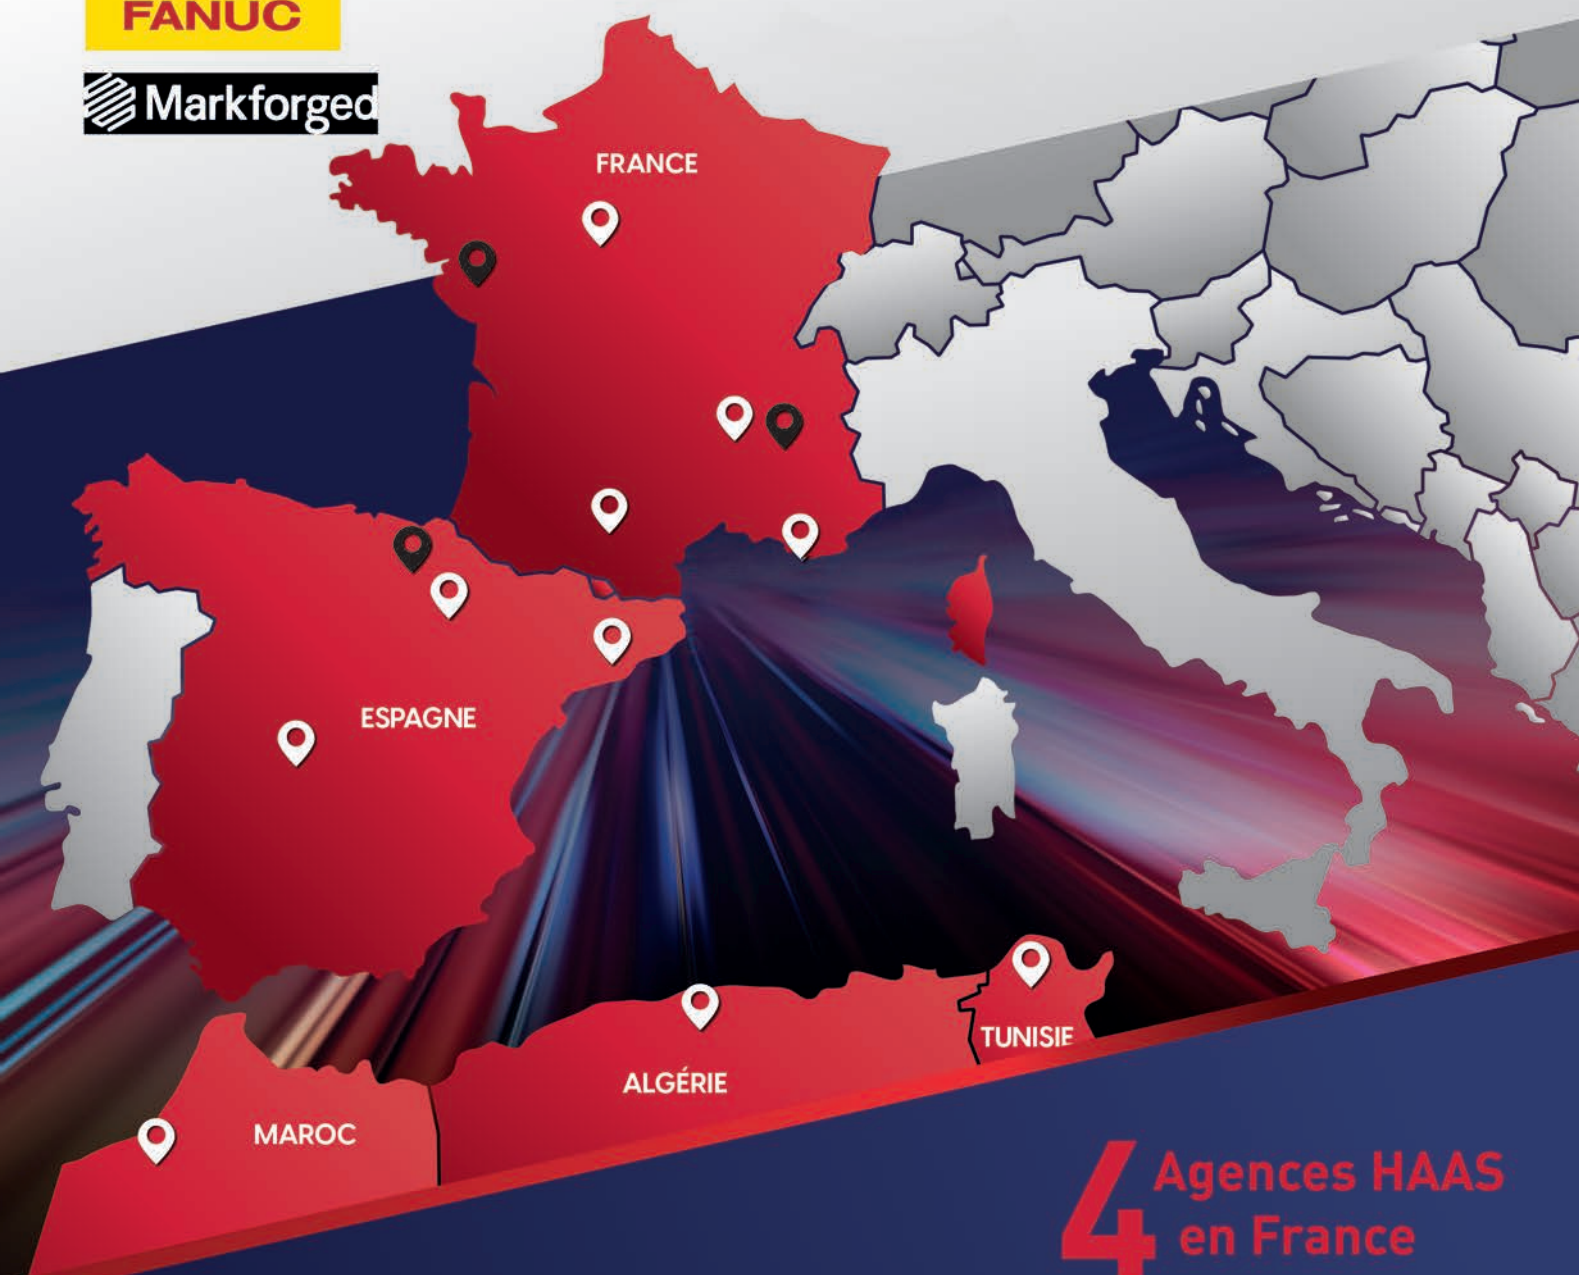 FANUC
Markforged
FRANCE
ESPAGNE
TUNISIE
ALGÉRIE
MAROC
4 Agences HAAS
en France